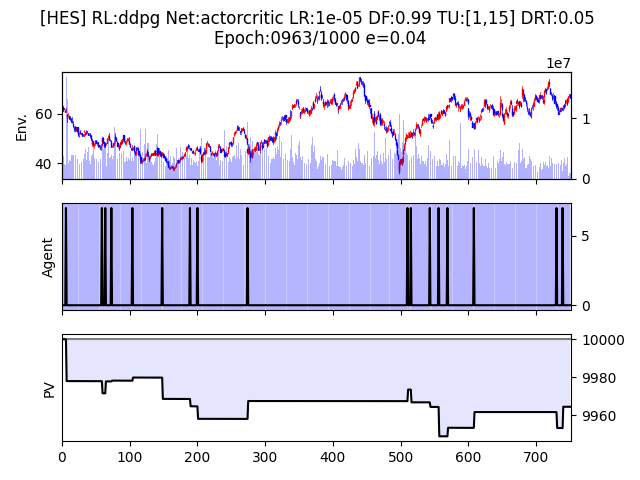 [HES] RL:ddpg Net:actorcritic LR:1e-05 DF:0.99 TU:[1,15] DRT:0.05
Epoch:0963/1000 e=0.04
1e7
Env.
60
40
1
0
Agent
5
0
PV
10000
9980
9960
0 100 200 300 400 500 600 700